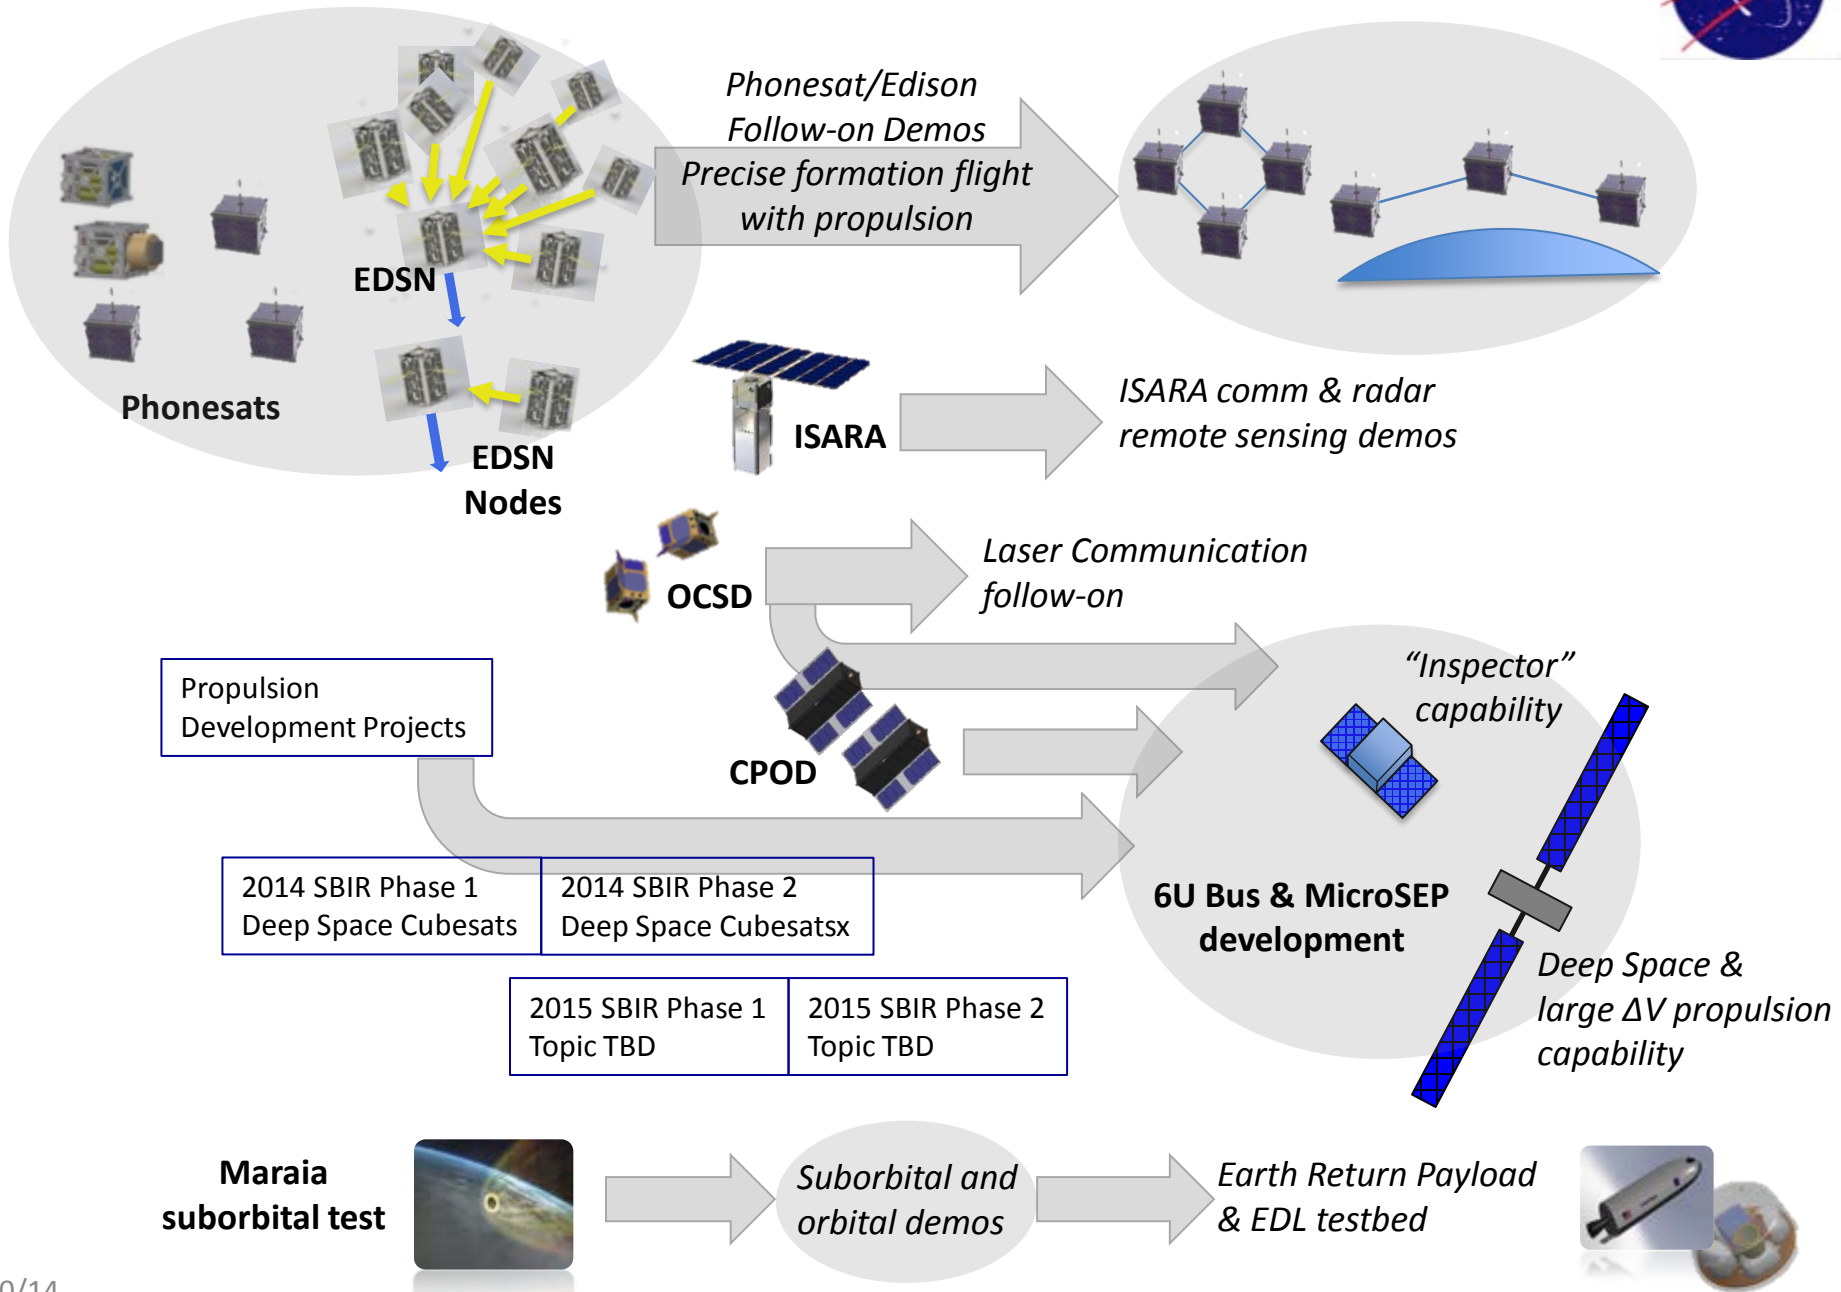 Phonesat/Edison
Follow-on Demos
Precise formation flight
with propulsion
EDSN
Phonesats
EDSN
Nodes
ISARA
ISARA comm & radar
remote sensing demos
OCSD
Laser Communication
follow-on
Propulsion
Development Projects
CPOD
“Inspector”
capability
2014 SBIR Phase 1
Deep Space Cubesats
2014 SBIR Phase 2
Deep Space Cubesatsx
6U Bus & MicroSEP
development
2015 SBIR Phase 1
Topic TBD
2015 SBIR Phase 2
Topic TBD
Deep Space &
large ΔV propulsion
capability
Maraia
suborbital test
Suborbital and
orbital demos
Earth Return Payload
& EDL testbed
0/14